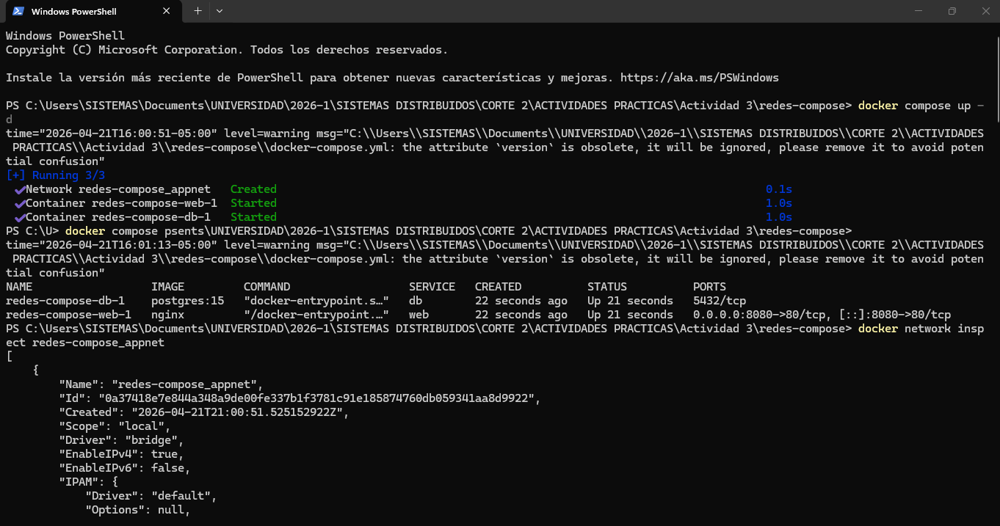 Windows PowerShell
Windows PowerShell
Copyright (C) Microsoft Corporation. Todos los derechos reservados.
Instale la versión más reciente de PowerShell para obtener nuevas características y mejoras. https://aka.ms/PSWindows
PS C:\Users\SISTEMAS\Documents\UNIVERSIDAD\2026-1\SISTEMAS DISTRIBUIDOS\CORTE 2\ACTIVIDADES PRACTICAS\Actividad 3\redes-compose> docker compose up -
d
time="2026-04-21T16:00:51-05:00" level=warning msg="C:\\Users\\SISTEMAS\\Documents\\UNIVERSIDAD\\2026-1\\SISTEMAS DISTRIBUIDOS\\CORTE 2\\ACTIVIDADES
 PRACTICAS\\Actividad 3\\redes-compose\\docker-compose.yml: the attribute `version` is obsolete, it will be ignored, please remove it to avoid poten
tial confusion"
[+] Running 3/3
✔Network redes-compose_appnet Created 0.1s
✔Container redes-compose-web-1 Started 1.0s
✔Container redes-compose-db-1 Started 1.0s
PS C:\U> docker compose psents\UNIVERSIDAD\2026-1\SISTEMAS DISTRIBUIDOS\CORTE 2\ACTIVIDADES PRACTICAS\Actividad 3\redes-compose>
time="2026-04-21T16:01:13-05:00" level=warning msg="C:\\Users\\SISTEMAS\\Documents\\UNIVERSIDAD\\2026-1\\SISTEMAS DISTRIBUIDOS\\CORTE 2\\ACTIVIDADES
 PRACTICAS\\Actividad 3\\redes-compose\\docker-compose.yml: the attribute `version` is obsolete, it will be ignored, please remove it to avoid poten
tial confusion"
NAME IMAGE COMMAND SERVICE CREATED STATUS PORTS
redes-compose-db-1 postgres:15 "docker-entrypoint.s…" db 22 seconds ago Up 21 seconds 5432/tcp
redes-compose-web-1 nginx "/docker-entrypoint.…" web 22 seconds ago Up 21 seconds 0.0.0.0:8080->80/tcp, [::]:8080->80/tcp
PS C:\Users\SISTEMAS\Documents\UNIVERSIDAD\2026-1\SISTEMAS DISTRIBUIDOS\CORTE 2\ACTIVIDADES PRACTICAS\Actividad 3\redes-compose> docker network insp
ect redes-compose_appnet
[
    {
        "Name": "redes-compose_appnet",
        "Id": "0a37418e7e844a348a9de00fe337b1f3781c91e185874760db059341aa8d9922",
        "Created": "2026-04-21T21:00:51.525152922Z",
        "Scope": "local",
        "Driver": "bridge",
        "EnableIPv4": true,
        "EnableIPv6": false,
        "IPAM": {
            "Driver": "default",
            "Options": null,